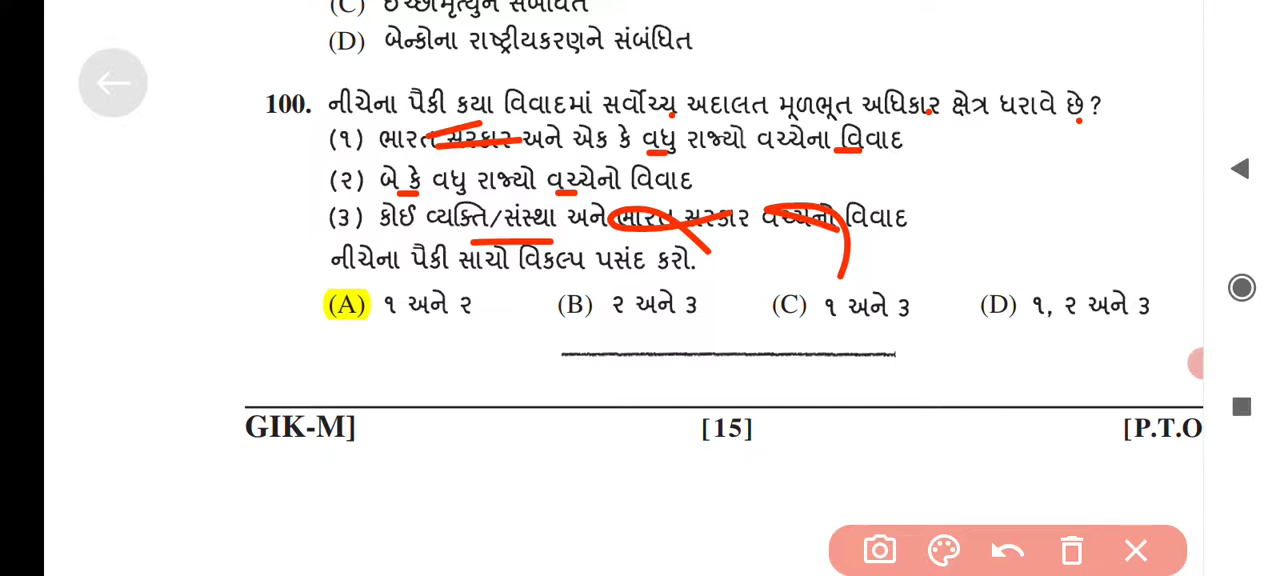 (C) ઈચ્છામૃત્યુને સંબંધિત
(D) બેન્કોના રાષ્ટ્રીયકરણને સંબંધિત
100. નીચેના પૈકી કયા વિવાદમાં સર્વોચ્ચ અદાલત મૂળભૂત અધિકાર ક્ષેત્ર ધરાવે છે?
(૧) ભારત સરકાર અને એક કે વધુ રાજ્યો વચ્ચેના વિવાદ
(૨) બે કે વધુ રાજ્યો વચ્ચેનો વિવાદ
(૩) કોઈ વ્યક્તિ/સંસ્થા અને ભારત સરકાર વચ્ચેનો વિવાદ
નીચેના પૈકી સાચો વિકલ્પ પસંદ કરો.
(A) ૧ અને ૨ (B) ૨ અને ૩ (C) ૧ અને ૩ (D) ૧, ૨ અને ૩
GIK-M] [15] [P.T.O